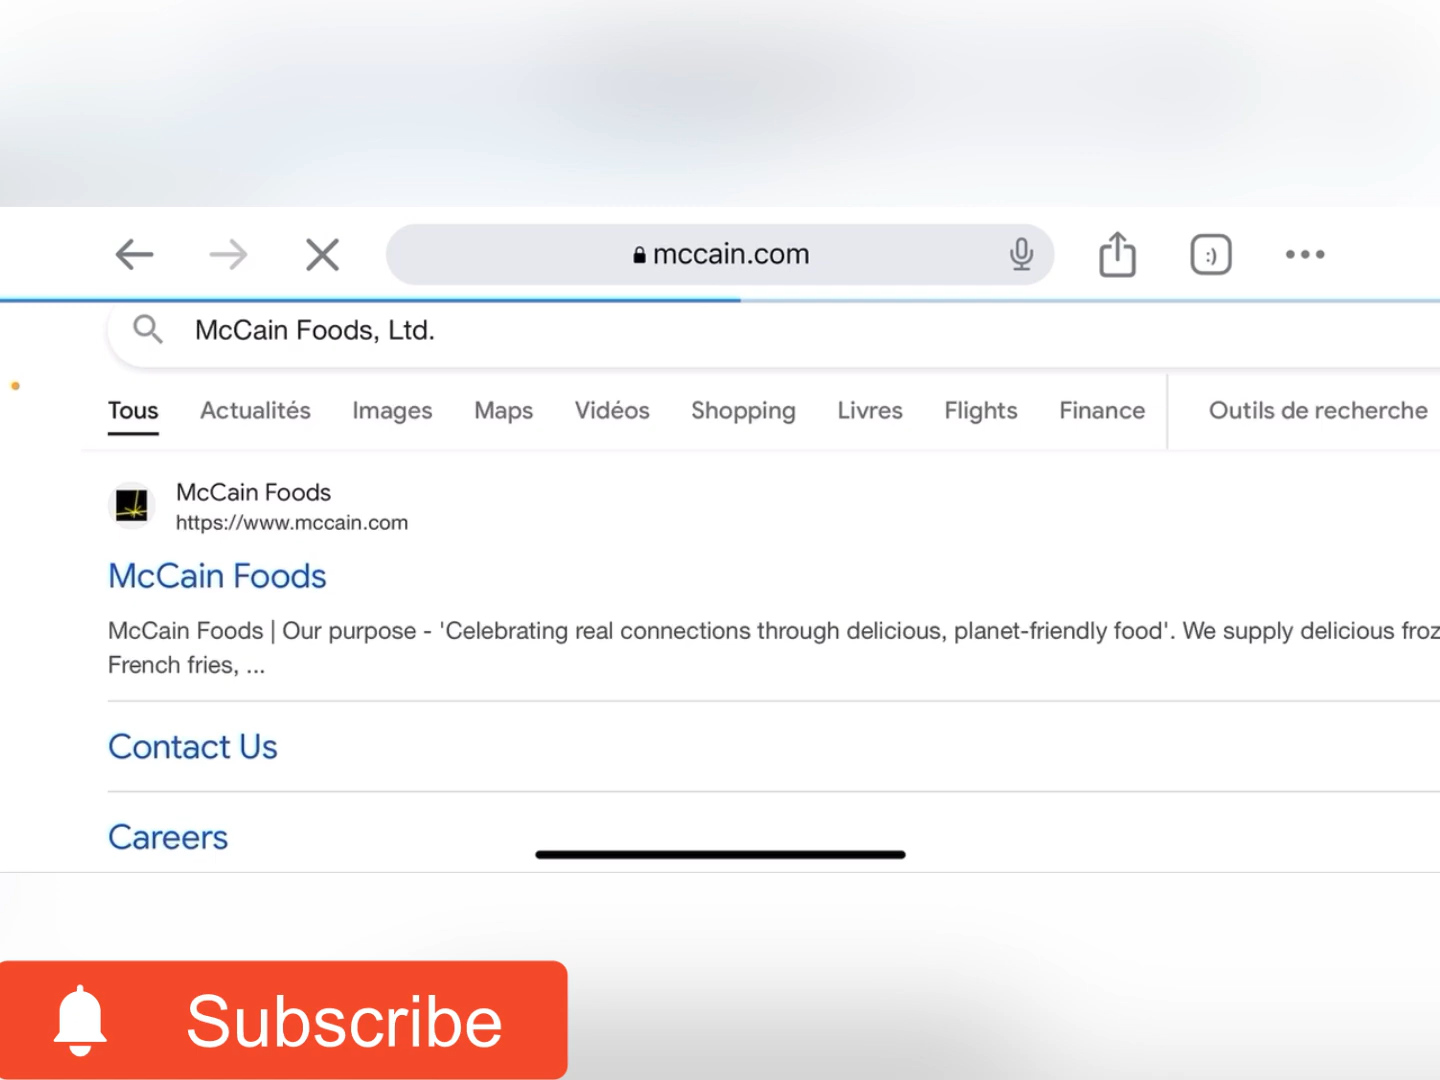 mccain.com
:)
McCain Foods, Ltd.
Tous Actualités Images Maps Vidéos Shopping Livres Flights Finance Outils de recherche
McCain Foods
https://www.mccain.com
McCain Foods
McCain Foods | Our purpose - 'Celebrating real connections through delicious, planet-friendly food'. We supply delicious froz
French fries, ...
Contact Us
Careers
Subscribe